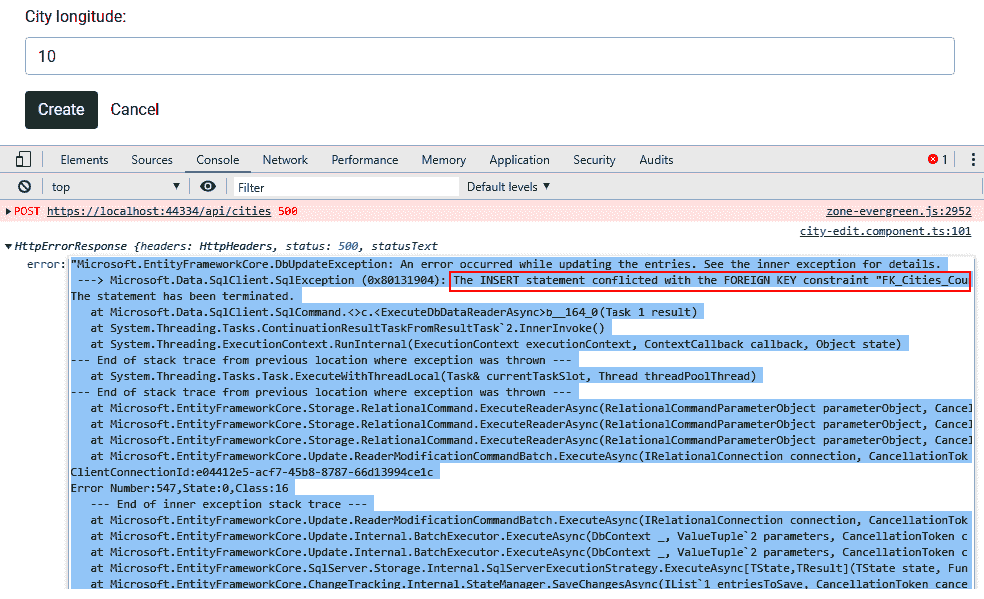 City longitude:
10
Create Cancel
Elements Sources Console Network Performance Memory Application Security Audits 1
top Filter Default levels ▼
POST https://localhost:44334/api/cities 500 zone-evergreen.js:2952
city-edit.component.ts:101
HttpErrorResponse {headers: HttpHeaders, status: 500, statusText
error: "Microsoft.EntityFrameworkCore.DbUpdateException: An error occurred while updating the entries. See the inner exception for details.
---> Microsoft.Data.SqlClient.SqlException (0x80131904): The INSERT statement conflicted with the FOREIGN KEY constraint "FK_Cities_Cou
The statement has been terminated.
at Microsoft.Data.SqlClient.SqlCommand.<>c.<ExecuteDbDataReaderAsync>b__164_0(Task 1 result)
at System.Threading.Tasks.ContinuationResultTaskFromResultTask`2.InnerInvoke()
at System.Threading.ExecutionContext.RunInternal(ExecutionContext executionContext, ContextCallback callback, Object state)
--- End of stack trace from previous location where exception was thrown ---
at System.Threading.Tasks.Task.ExecuteWithThreadLocal(Task& currentTaskSlot, Thread threadPoolThread)
--- End of stack trace from previous location where exception was thrown ---
at Microsoft.EntityFrameworkCore.Storage.RelationalCommand.ExecuteReaderAsync(RelationalCommandParameterObject parameterObject, Cancel
at Microsoft.EntityFrameworkCore.Storage.RelationalCommand.ExecuteReaderAsync(RelationalCommandParameterObject parameterObject, Cancel
at Microsoft.EntityFrameworkCore.Storage.RelationalCommand.ExecuteReaderAsync(RelationalCommandParameterObject parameterObject, Cancel
at Microsoft.EntityFrameworkCore.Update.ReaderModificationCommandBatch.ExecuteAsync(IRelationalConnection connection, CancellationTok
ClientConnectionId:e04412e5-acf7-45b8-8787-66d13994ce1c
Error Number:547,State:0,Class:16
--- End of inner exception stack trace ---
at Microsoft.EntityFrameworkCore.Update.ReaderModificationCommandBatch.ExecuteAsync(IRelationalConnection connection, CancellationTok
at Microsoft.EntityFrameworkCore.Update.Internal.BatchExecutor.ExecuteAsync(DbContext _, ValueTuple`2 parameters, CancellationToken c
at Microsoft.EntityFrameworkCore.Update.Internal.BatchExecutor.ExecuteAsync(DbContext _, ValueTuple`2 parameters, CancellationToken c
at Microsoft.EntityFrameworkCore.SqlServer.Storage.Internal.SqlServerExecutionStrategy.ExecuteAsync[TState,TResult](TState state, Fun
at Microsoft.EntityFrameworkCore.ChangeTracking.Internal.StateManager.SaveChangesAsync(IList`1 entriesToSave, CancellationToken cance